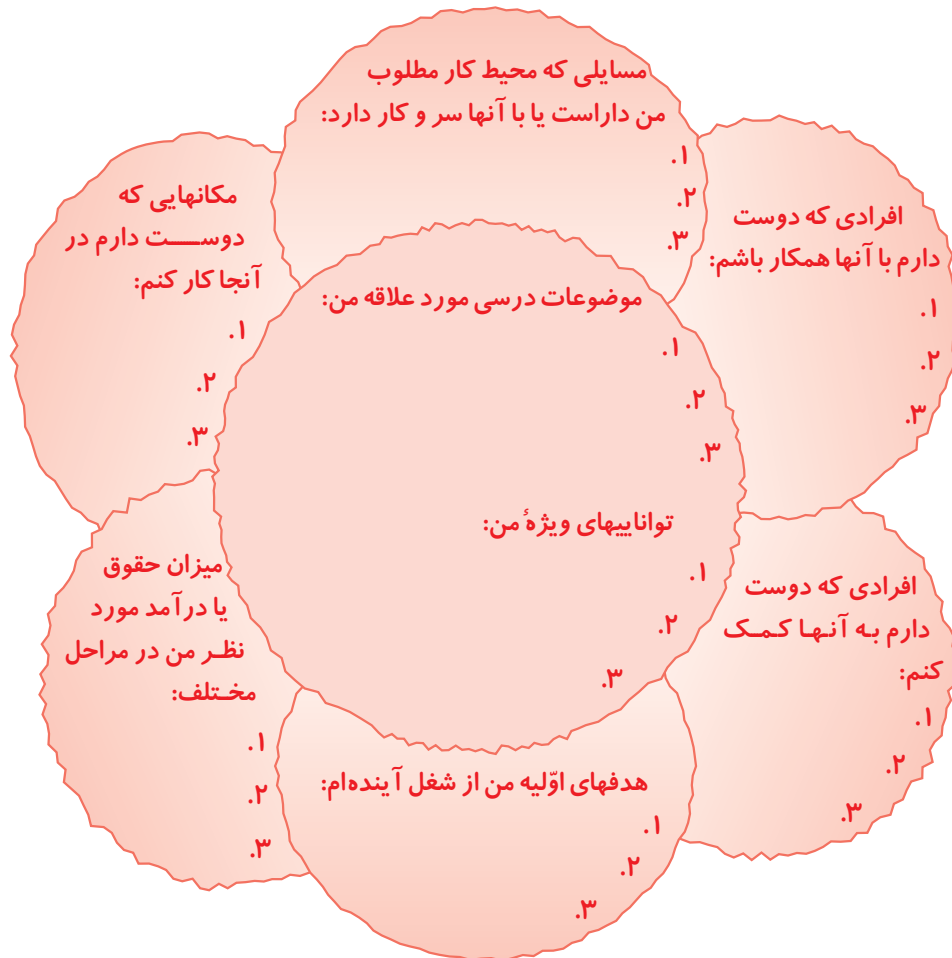 مسایلی که محیط کار مطلوب
من داراست یا با آنها سر و کار دارد:
۱.
۲.
۳.
افرادی که دوست
دارم با آنها همکار باشم:
۱.
۲.
۳.
مکانهایی که
دوســـت دارم در
آنجا کار کنم:
۱.
۲.
۳.
موضوعات درسی مورد علاقه من:
۱.
۲.
۳.
تواناییهای ویژهٔ من:
۱.
۲.
۳.
افرادی که دوست
دارم بـه آنـهـا کـمـک
کنم:
۱.
۲.
۳.
میزان حقوق
یا درآمد مورد
نظـر من در مراحل
مخـتلف:
۱.
۲.
۳.
هدفهای اوّلیه من از شغل آینده‌ام:
۱.
۲.
۳.